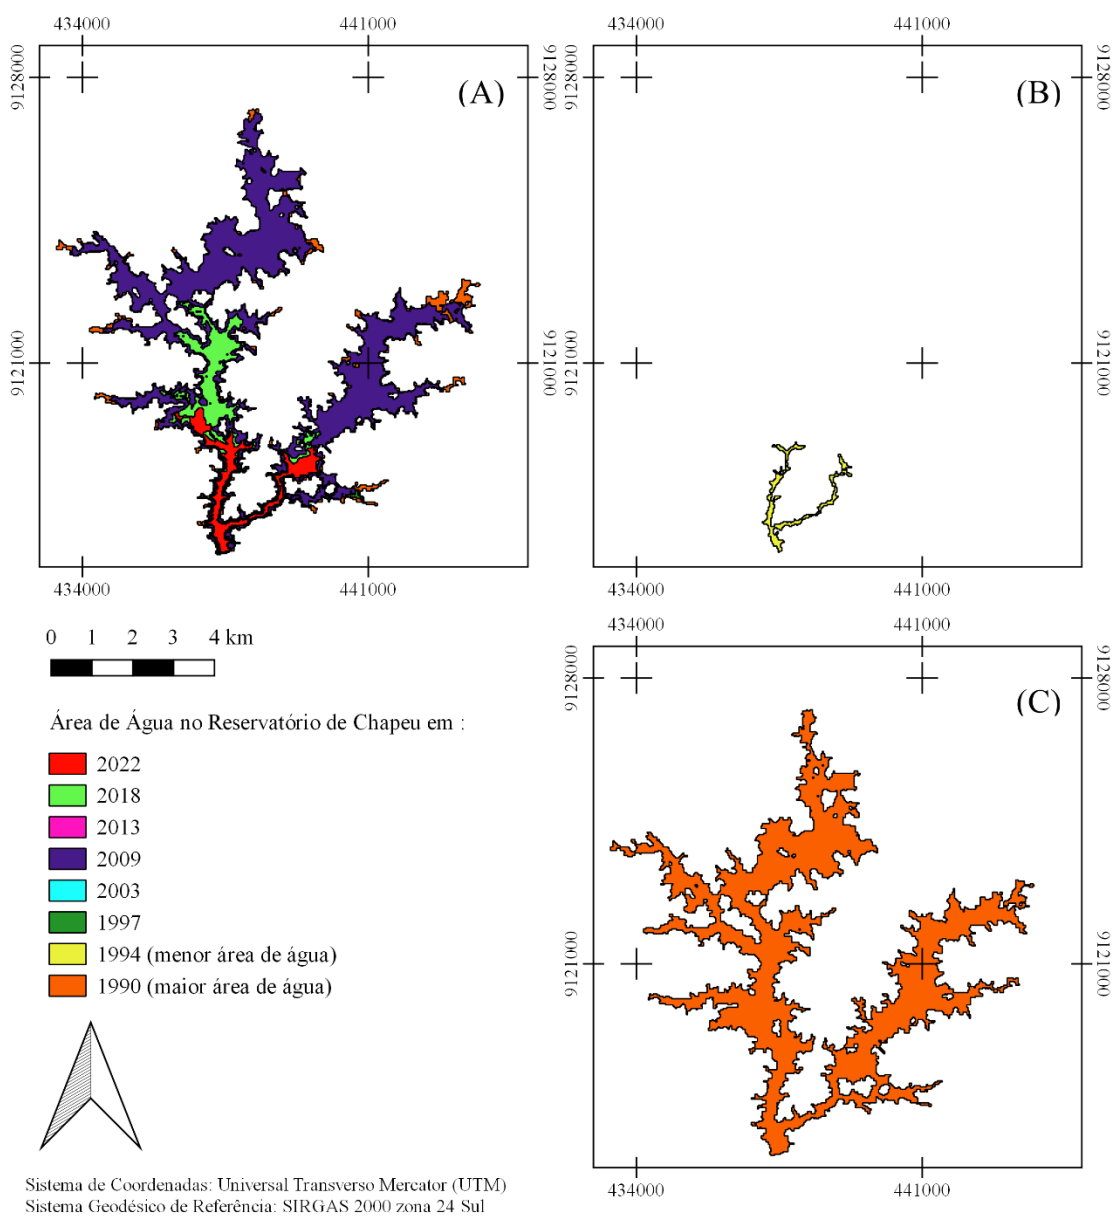 434000 441000
9128000 9128000
(A)
9121000 9121000
434000 441000
434000 441000
9128000 9128000
(B)
9121000 9121000
434000 441000
0 1 2 3 4 km
Área de Água no Reservatório de Chapeu em :
2022
2018
2013
2009
2003
1997
1994 (menor área de água)
1990 (maior área de água)
434000 441000
9128000 9128000
(C)
9121000 9121000
434000 441000
Sistema de Coordenadas: Universal Transverso Mercator (UTM)
Sistema Geodésico de Referência: SIRGAS 2000 zona 24 Sul